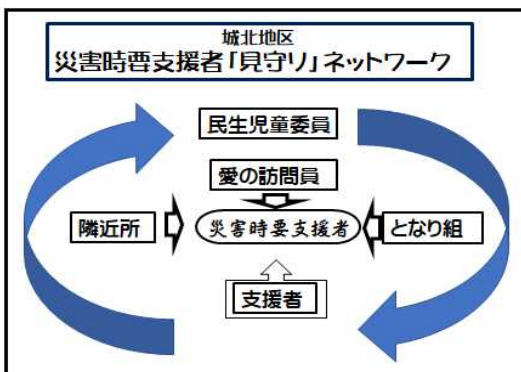 城北地区
災害時要支援者「見守り」ネットワーク
民生児童委員
愛の訪問員
隣近所
災害時要支援者
となり組
支援者